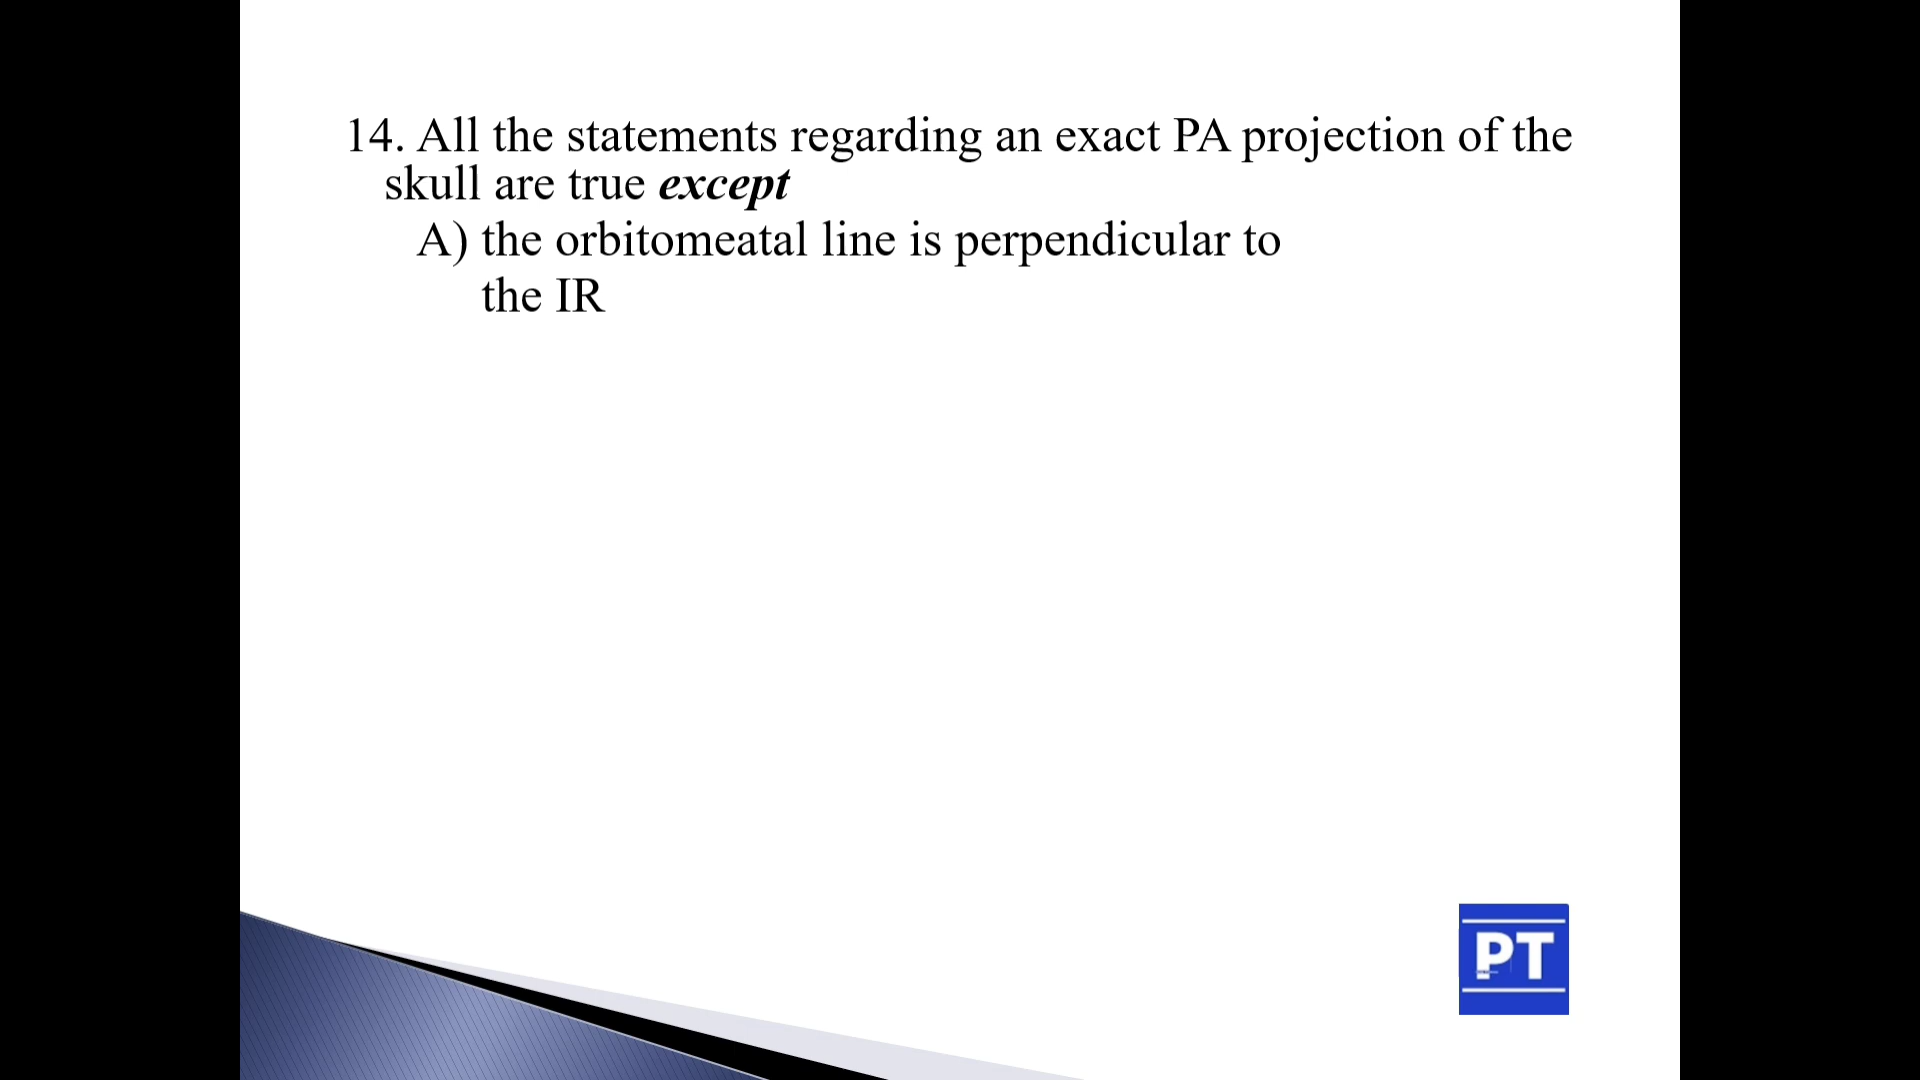 14. All the statements regarding an exact PA projection of the
skull are true except
A) the orbitomeatal line is perpendicular to
the IR
PT